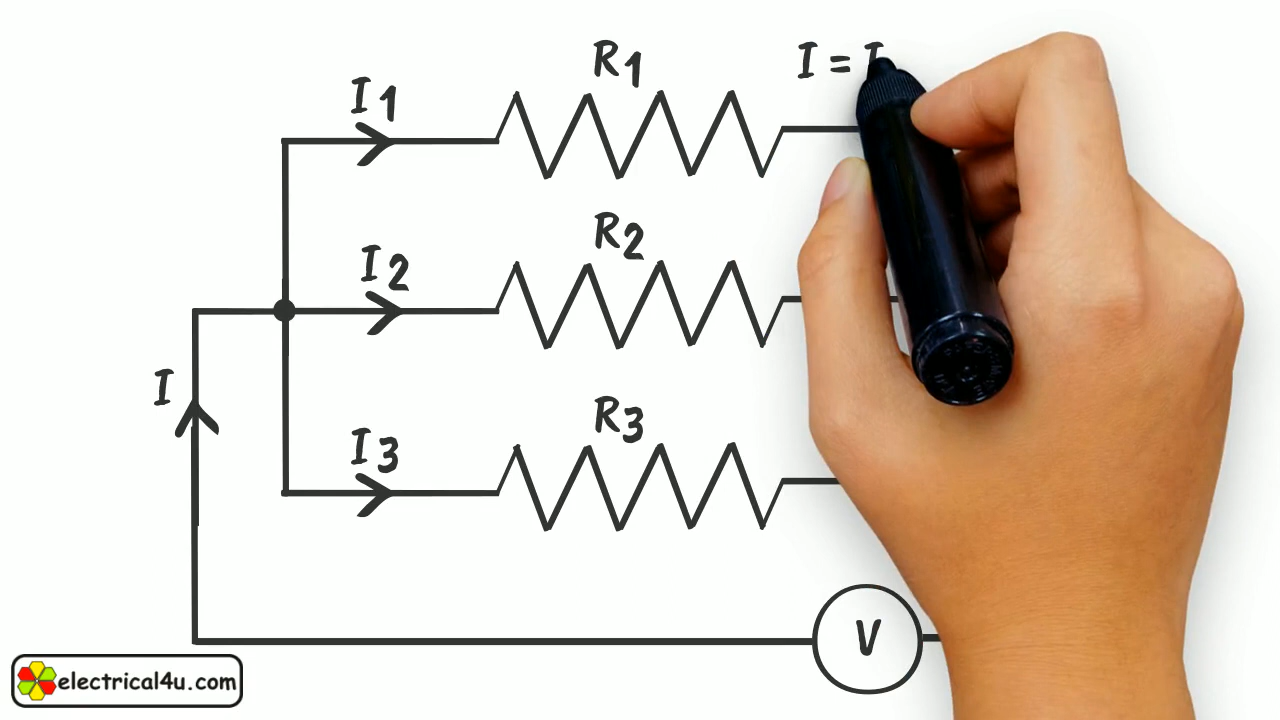 R1
I =
I1
R2
I2
I
R3
I3
V
electrical4u.com